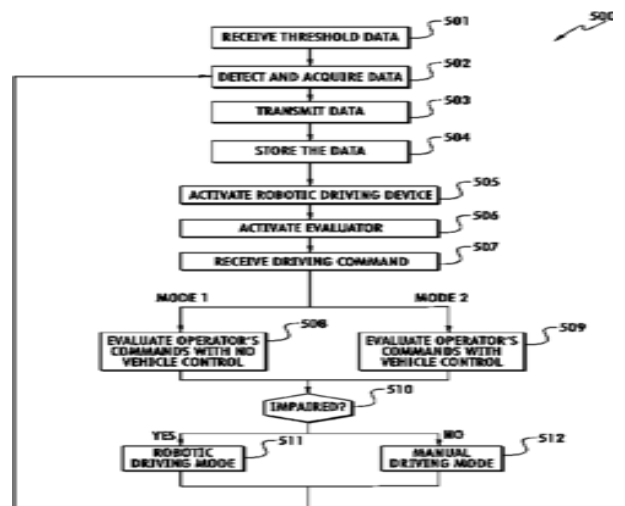 500
RECEIVE THRESHOLD DATA
501
DETECT AND ACQUIRE DATA
502
TRANSMIT DATA
503
STORE THE DATA
504
ACTIVATE ROBOTIC DRIVING DEVICE
505
ACTIVATE EVALUATOR
506
RECEIVE DRIVING COMMAND
507
MODE 1
MODE 2
EVALUATE OPERATOR'S
COMMANDS WITH NO
VEHICLE CONTROL
508
EVALUATE OPERATOR'S
COMMANDS WITH
VEHICLE CONTROL
509
IMPAIRED?
510
YES
NO
ROBOTIC
DRIVING MODE
511
MANUAL
DRIVING MODE
512